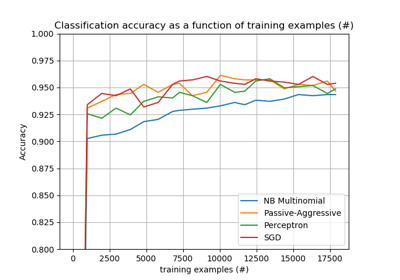 Classification accuracy as a function of training examples (#)
1.000
0.975
0.950
0.925
0.900
0.875
0.850
0.825
0.800
Accuracy
NB Multinomial
Passive-Aggressive
Perceptron
SGD
0 2500 5000 7500 10000 12500 15000 17500
training examples (#)